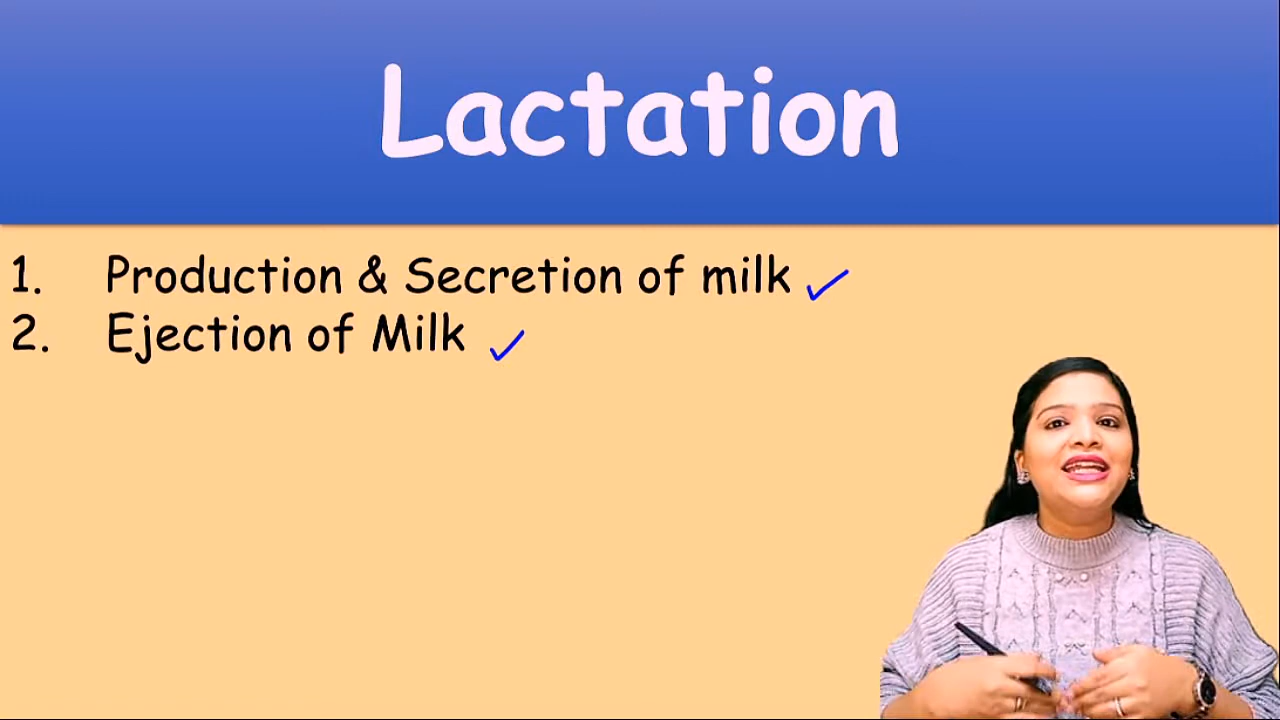 Lactation
1. Production & Secretion of milk
2. Ejection of Milk